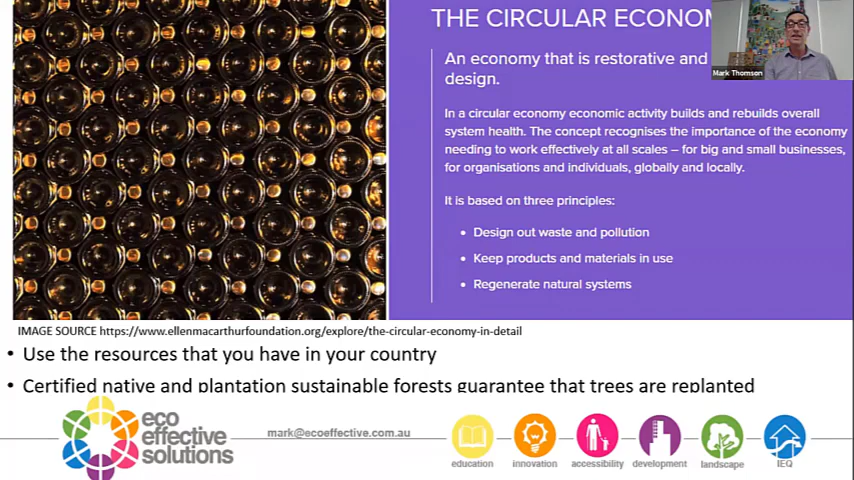 THE CIRCULAR ECONOM
An economy that is restorative and
design.
Mark Thomson
In a circular economy economic activity builds and rebuilds overall
system health. The concept recognises the importance of the economy
needing to work effectively at all scales – for big and small businesses,
for organisations and individuals, globally and locally.
It is based on three principles:
• Design out waste and pollution
• Keep products and materials in use
• Regenerate natural systems
IMAGE SOURCE https://www.ellenmacarthurfoundation.org/explore/the-circular-economy-in-detail
• Use the resources that you have in your country
• Certified native and plantation sustainable forests guarantee that trees are replanted
eco
effective
solutions
mark@ecoeffective.com.au
education
innovation
accessibility
development
landscape
IEQ